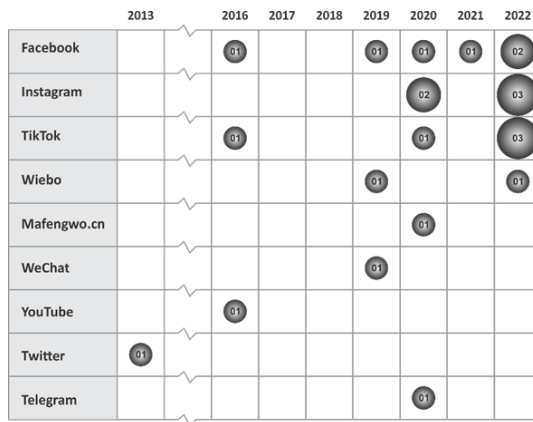 2013 2016 2017 2018 2019 2020 2021 2022
Facebook 01 01 01 01 02
Instagram 02 03
TikTok 01 01 03
Wiebo 01 01
Mafengwo.cn 01
WeChat 01
YouTube 01
Twitter 01
Telegram 01